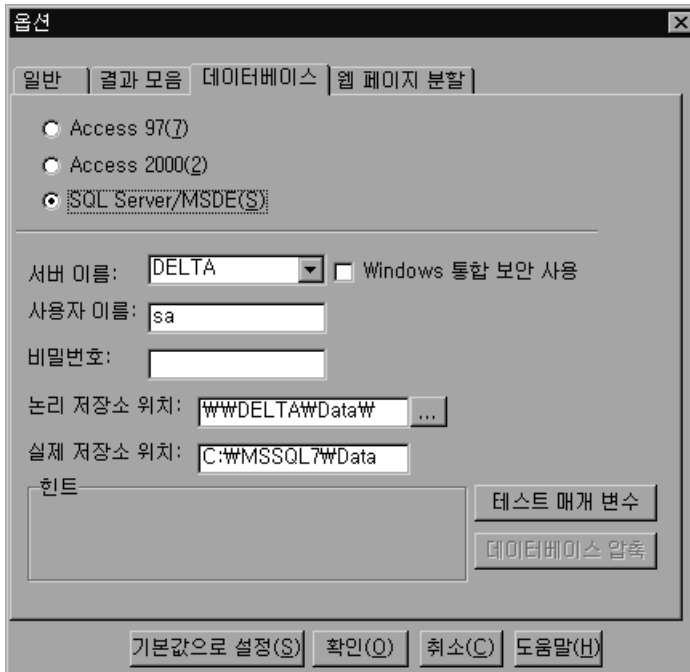 옵션
일반 결과 모음 데이터베이스 웹 페이지 분할
Access 97(7)
Access 2000(2)
SQL Server/MSDE(S)
서버 이름: DELTA Windows 통합 보안 사용
사용자 이름: sa
비밀번호:
논리 저장소 위치: ₩₩DELTA₩Data₩ ...
실제 저장소 위치: C:₩MSSQL7₩Data
힌트
테스트 매개 변수
데이터베이스 압축
기본값으로 설정(S) 확인(O) 취소(C) 도움말(H)